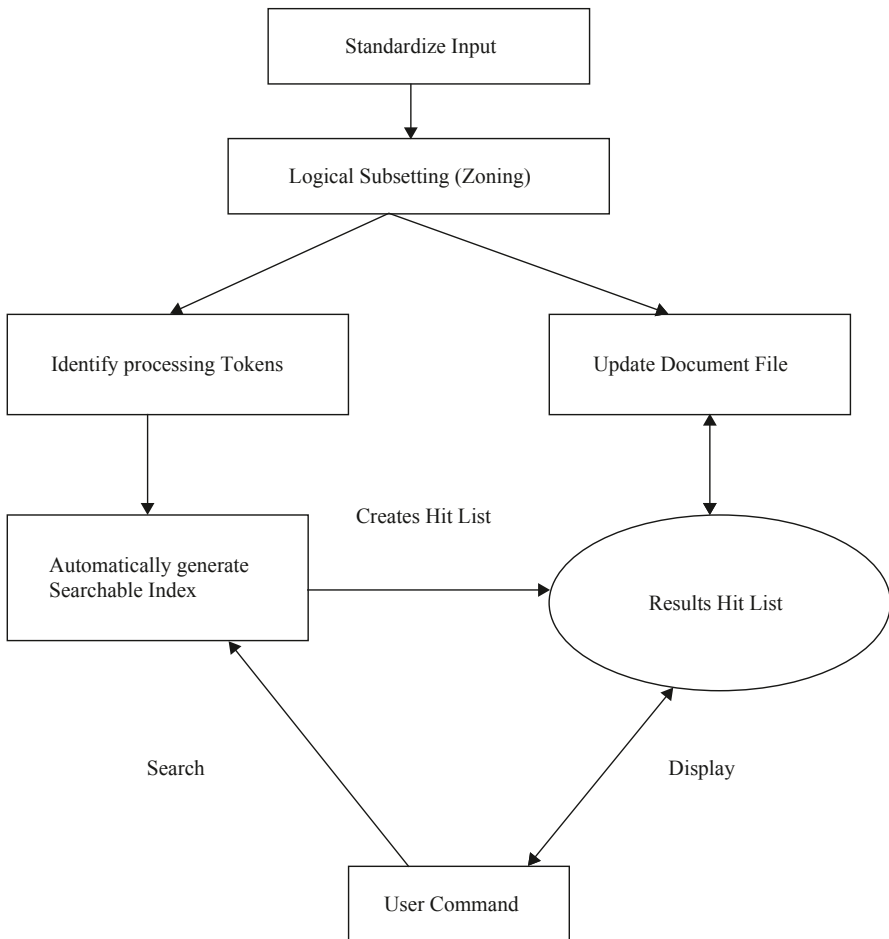 Standardize Input
Logical Subsetting (Zoning)
Identify processing Tokens
Update Document File
Creates Hit List
Automatically generate
Searchable Index
Results Hit List
Search
Display
User Command